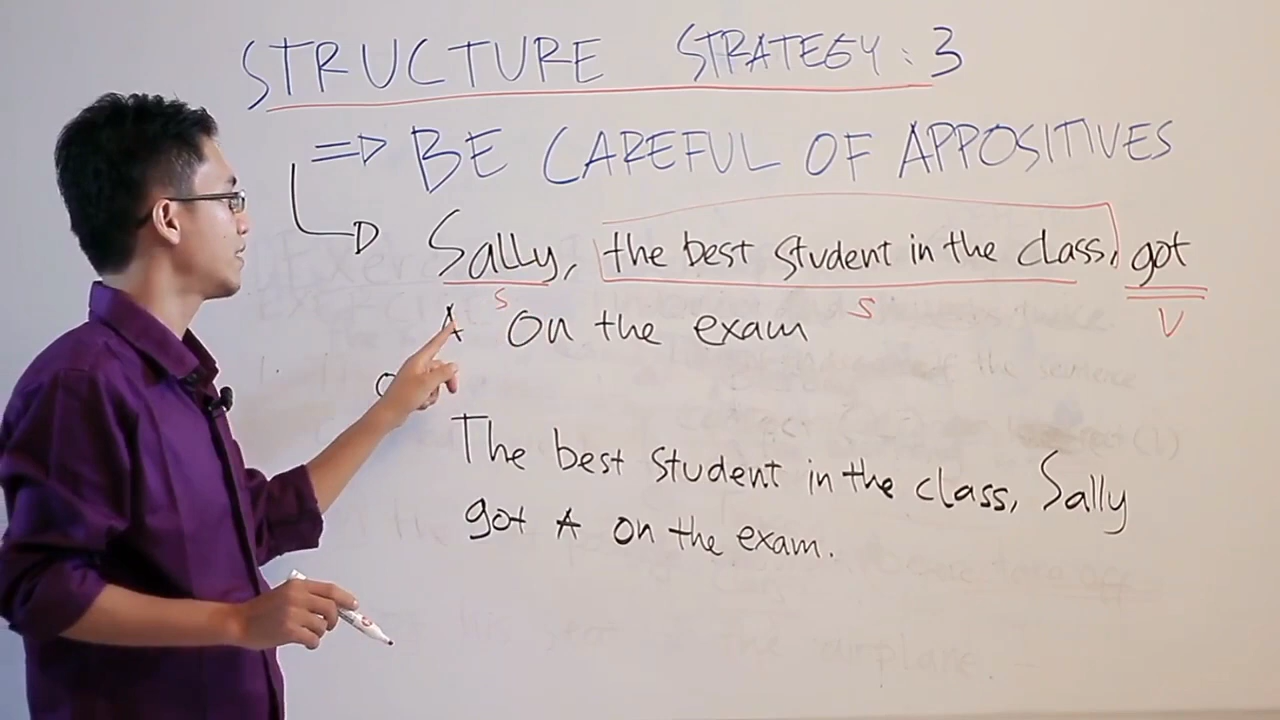 STRUCTURE STRATEGY : 3
=> BE CAREFUL OF APPOSITIVES
Sally, the best student in the class, got
S S V
A on the exam
The best student in the class, Sally
got A on the exam.